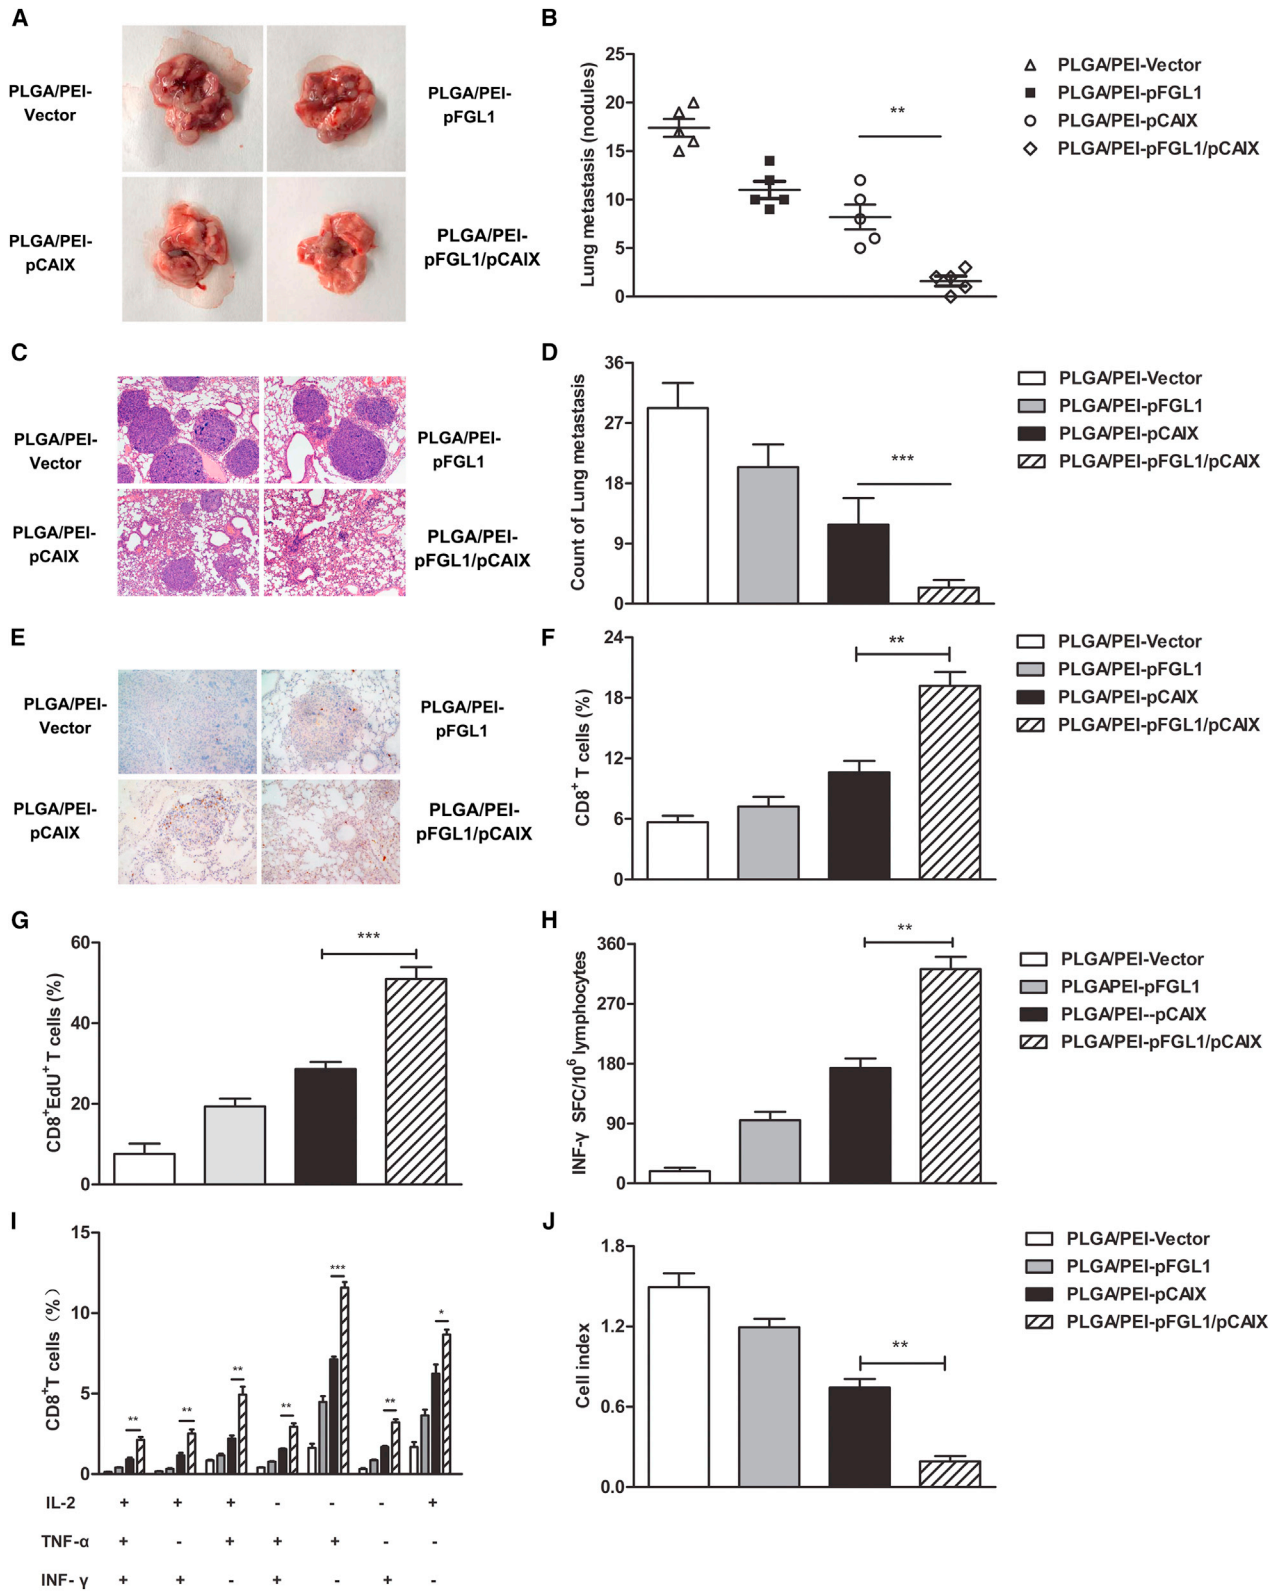 A
PLGA/PEI-
Vector
PLGA/PEI-
pFGL1
PLGA/PEI-
pCAIX
PLGA/PEI-
pFGL1/pCAIX
B
Lung metastasis (nodules)
25
20
15
10
5
0
**
PLGA/PEI-Vector
PLGA/PEI-pFGL1
PLGA/PEI-pCAIX
PLGA/PEI-pFGL1/pCAIX
C
PLGA/PEI-
Vector
PLGA/PEI-
pFGL1
PLGA/PEI-
pCAIX
PLGA/PEI-
pFGL1/pCAIX
D
Count of Lung metastasis
36
27
18
9
0
***
PLGA/PEI-Vector
PLGA/PEI-pFGL1
PLGA/PEI-pCAIX
PLGA/PEI-pFGL1/pCAIX
E
PLGA/PEI-
Vector
PLGA/PEI-
pFGL1
PLGA/PEI-
pCAIX
PLGA/PEI-
pFGL1/pCAIX
F
CD8⁺ T cells (%)
24
18
12
6
0
**
PLGA/PEI-Vector
PLGA/PEI-pFGL1
PLGA/PEI-pCAIX
PLGA/PEI-pFGL1/pCAIX
G
CD8⁺EdU⁺ T cells (%)
60
40
20
0
***
H
INF-γ SFC/10⁶ lymphocytes
360
270
180
90
0
**
PLGA/PEI-Vector
PLGAPEI-pFGL1
PLGA/PEI--pCAIX
PLGA/PEI-pFGL1/pCAIX
I
CD8⁺T cells (%)
15
10
5
0
** ** ** ** *** ** *
IL-2 + + + - - - +
TNF-α + - + + + - -
INF- γ + + - + - + -
J
Cell index
1.8
1.2
0.6
0.0
**
PLGA/PEI-Vector
PLGA/PEI-pFGL1
PLGA/PEI-pCAIX
PLGA/PEI-pFGL1/pCAIX